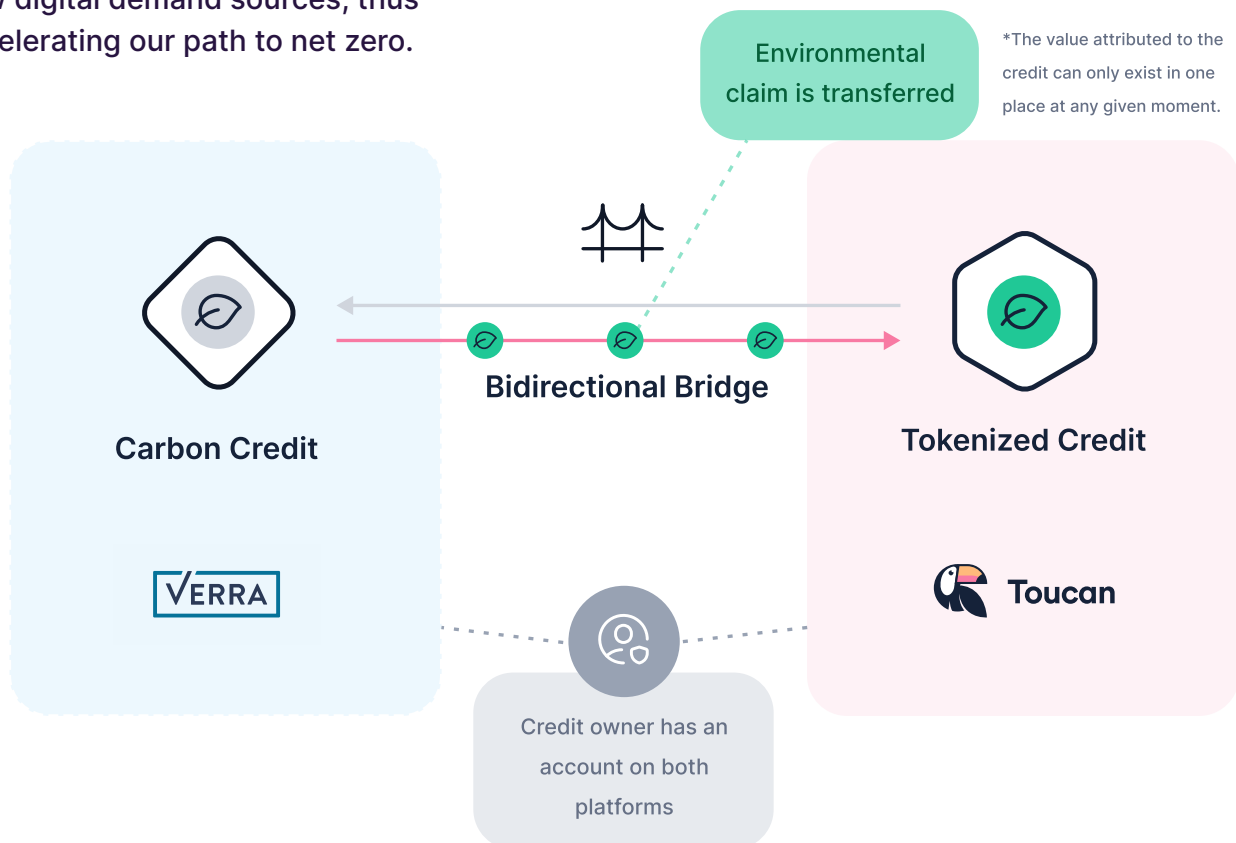 digital demand sources, thus
our path to net zero.
Environmental
claim is transferred
*The value attributed to the
credit can only exist in one
place at any given moment.
Bidirectional Bridge
Carbon Credit
Tokenized Credit
VERRA
Toucan
Credit owner has an
account on both
platforms